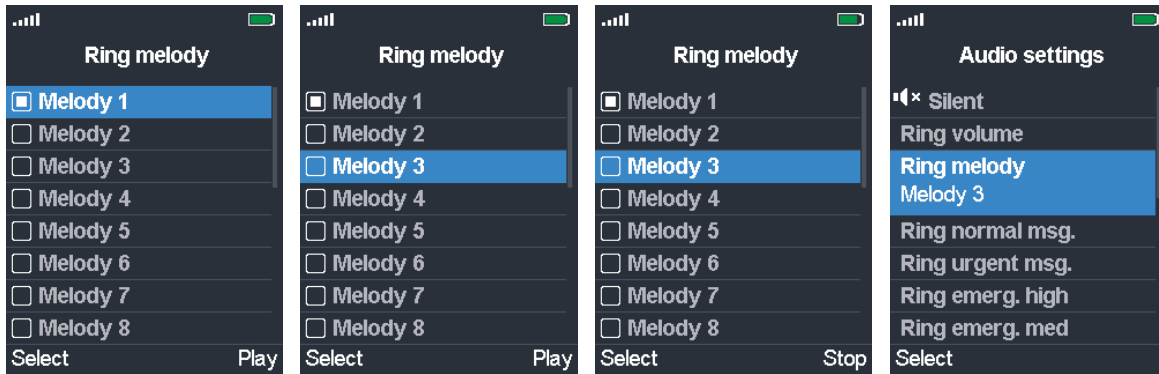 Ring melody
Melody 1
Melody 2
Melody 3
Melody 4
Melody 5
Melody 6
Melody 7
Melody 8
Select Play
Ring melody
Melody 1
Melody 2
Melody 3
Melody 4
Melody 5
Melody 6
Melody 7
Melody 8
Select Play
Ring melody
Melody 1
Melody 2
Melody 3
Melody 4
Melody 5
Melody 6
Melody 7
Melody 8
Select Stop
Audio settings
Silent
Ring volume
Ring melody
Melody 3
Ring normal msg.
Ring urgent msg.
Ring emerg. high
Ring emerg. med
Select